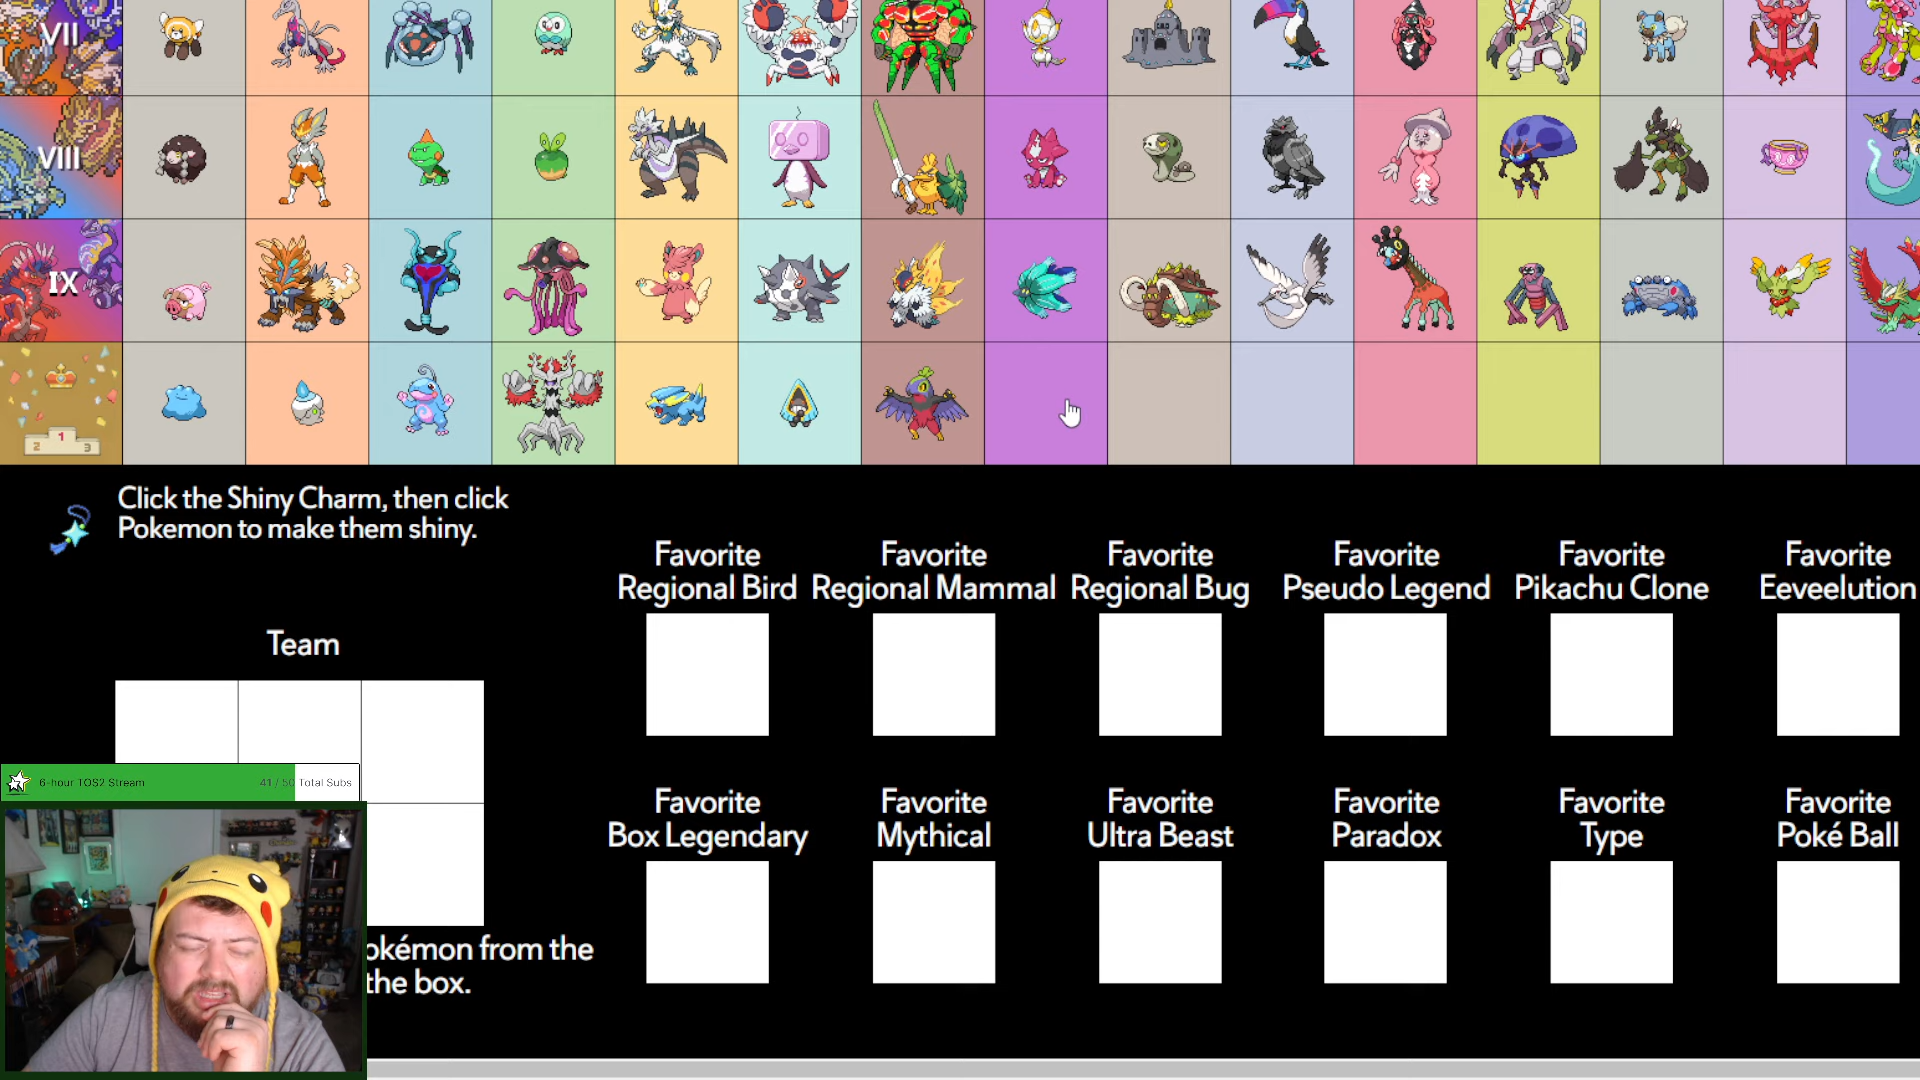 VII
VIII
IX
2 1 3
Click the Shiny Charm, then click
Pokemon to make them shiny.
Team
6-hour TOS2 Stream 41 / 50 Total Subs
okémon from the
the box.
Favorite
Regional Bird
Favorite
Regional Mammal
Favorite
Regional Bug
Favorite
Pseudo Legend
Favorite
Pikachu Clone
Favorite
Eeveelution
Favorite
Box Legendary
Favorite
Mythical
Favorite
Ultra Beast
Favorite
Paradox
Favorite
Type
Favorite
Poké Ball